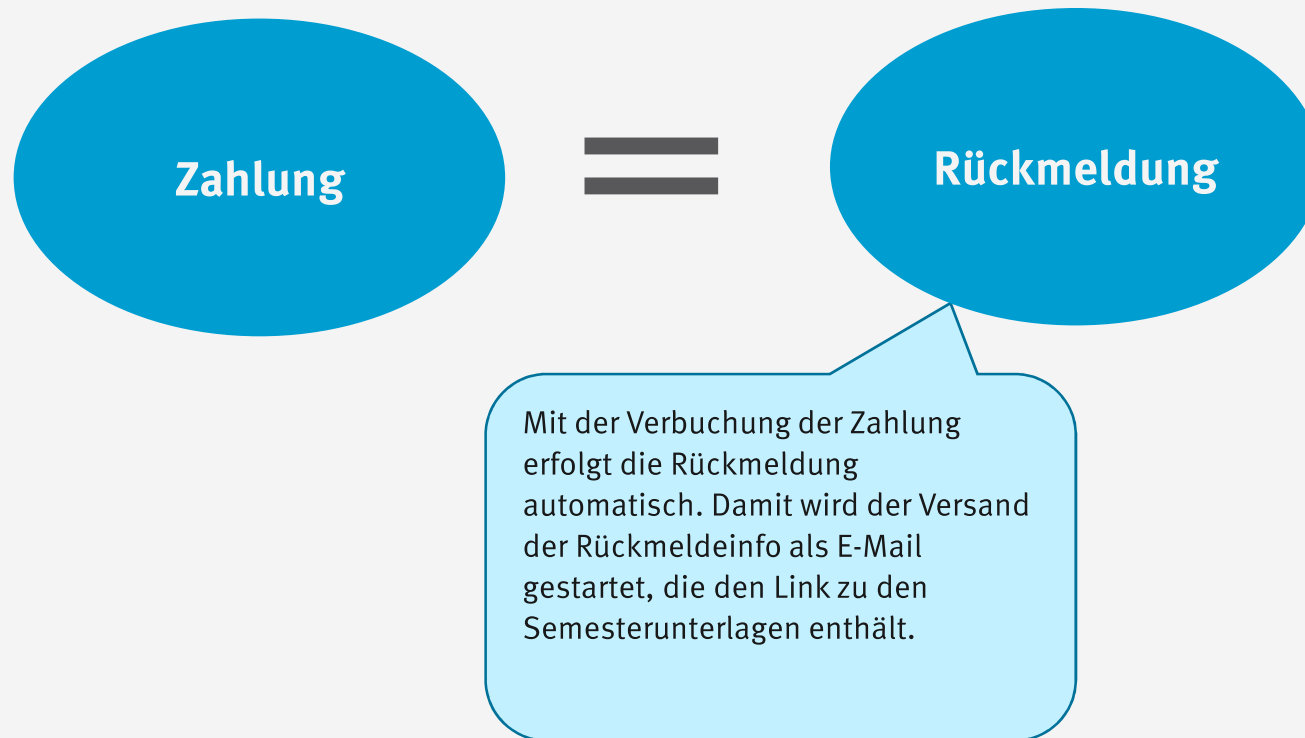 Zahlung
=
Rückmeldung
Mit der Verbuchung der Zahlung
erfolgt die Rückmeldung
automatisch. Damit wird der Versand
der Rückmeldeinfo als E-Mail
gestartet, die den Link zu den
Semesterunterlagen enthält.